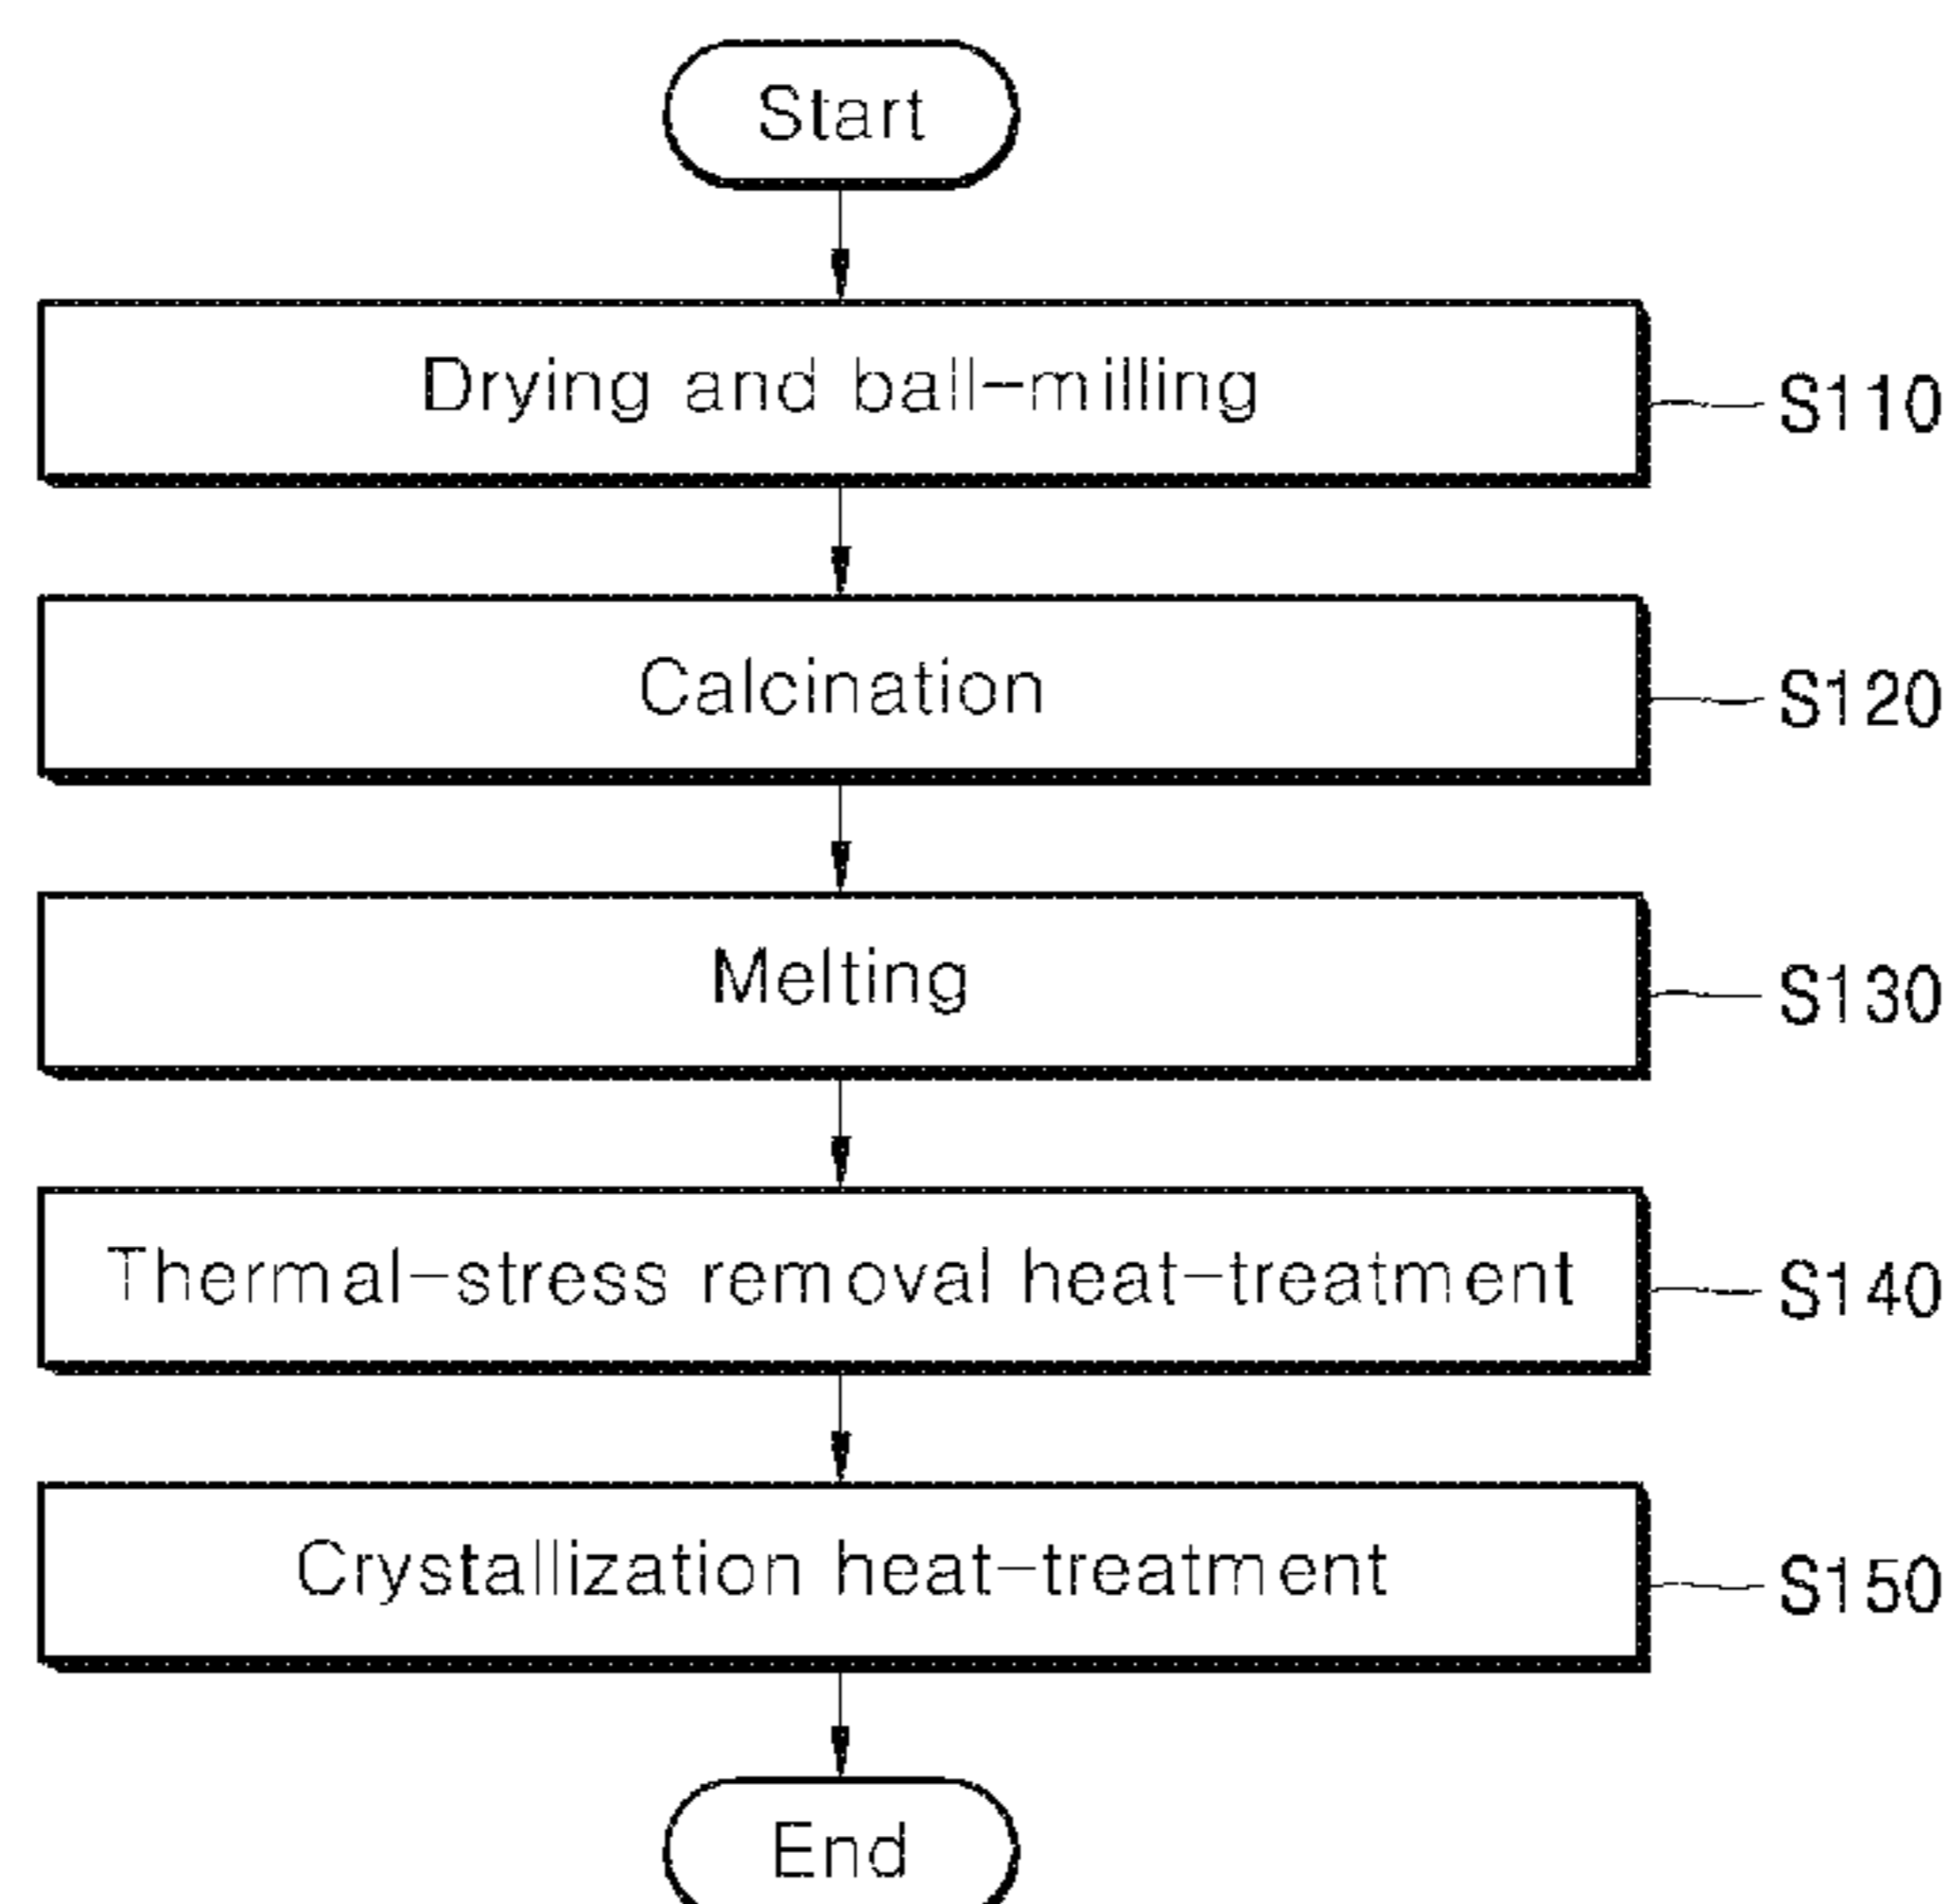 Start
Drying and ball-milling
S110
Calcination
S120
Melting
S130
Thermal-stress removal heat-treatment
S140
Crystallization heat-treatment
S150
End